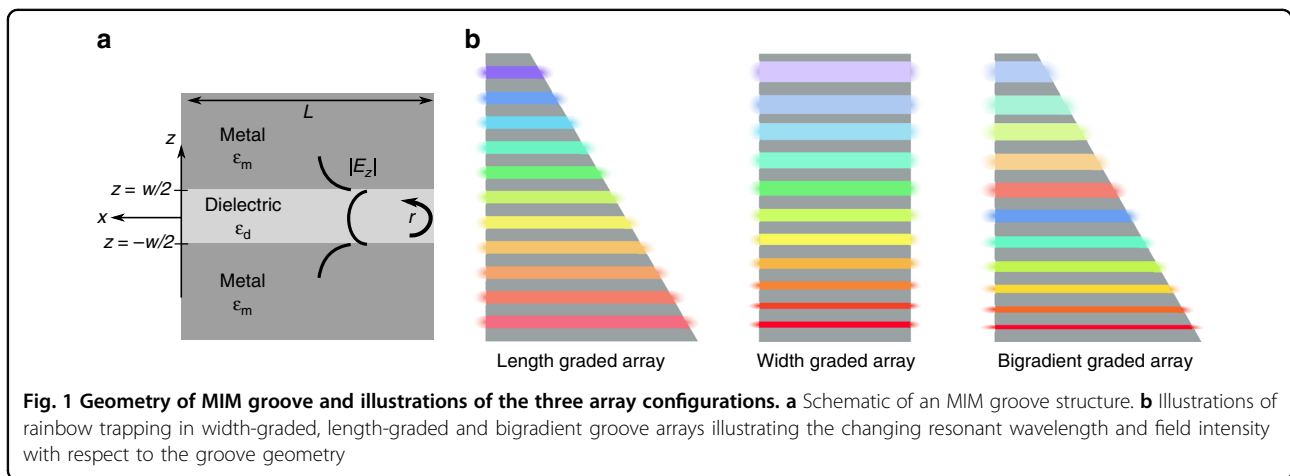 a
L
Metal
εm
z
|Ez|
z = w/2
x
Dielectric
εd
r
z = −w/2
Metal
εm
b
Length graded array
Width graded array
Bigradient graded array
Fig. 1 Geometry of MIM groove and illustrations of the three array configurations. a Schematic of an MIM groove structure. b Illustrations of
rainbow trapping in width-graded, length-graded and bigradient groove arrays illustrating the changing resonant wavelength and field intensity
with respect to the groove geometry